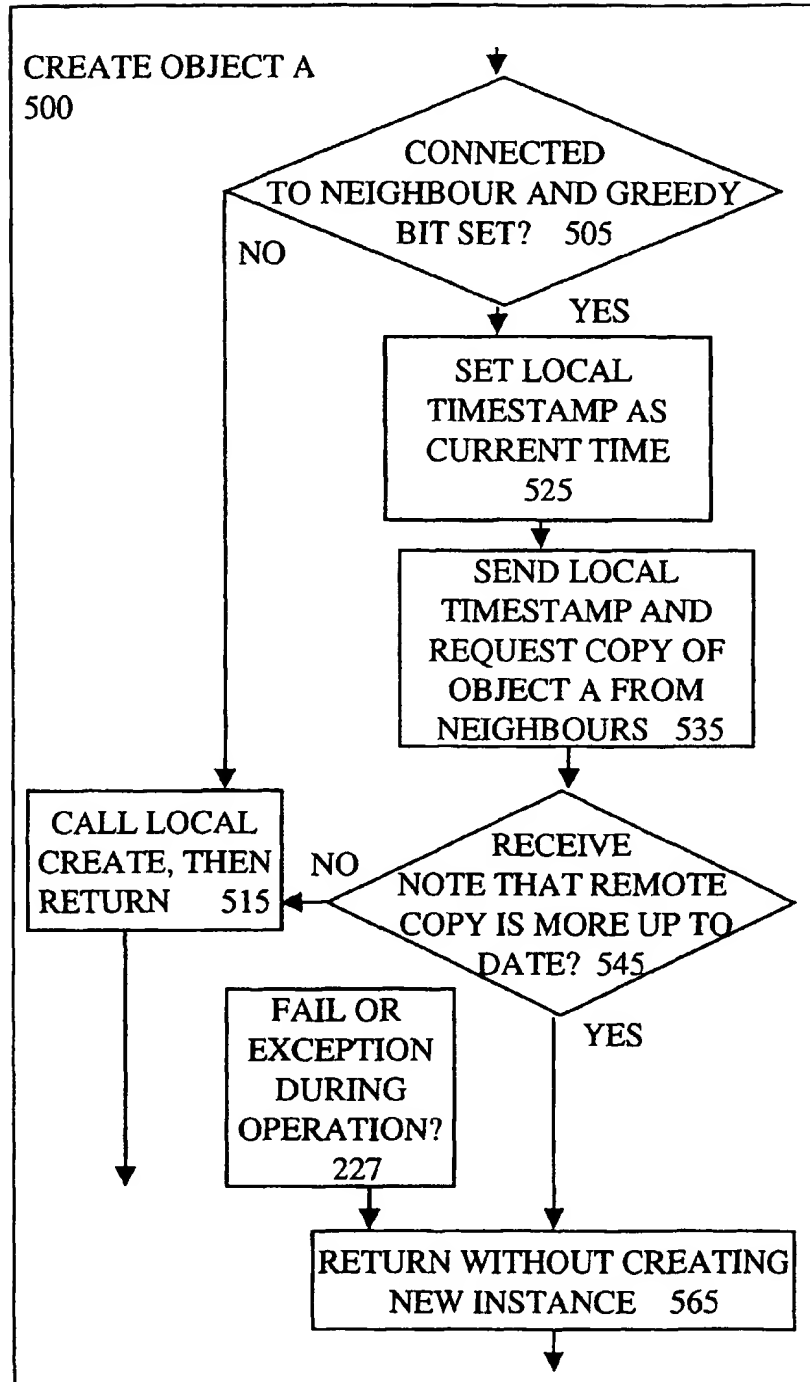 CREATE OBJECT A
500
CONNECTED
TO NEIGHBOUR AND GREEDY
BIT SET? 505
NO
YES
SET LOCAL
TIMESTAMP AS
CURRENT TIME
525
SEND LOCAL
TIMESTAMP AND
REQUEST COPY OF
OBJECT A FROM
NEIGHBOURS 535
CALL LOCAL
CREATE, THEN
RETURN 515
NO
RECEIVE
NOTE THAT REMOTE
COPY IS MORE UP TO
DATE? 545
YES
FAIL OR
EXCEPTION
DURING
OPERATION?
227
RETURN WITHOUT CREATING
NEW INSTANCE 565